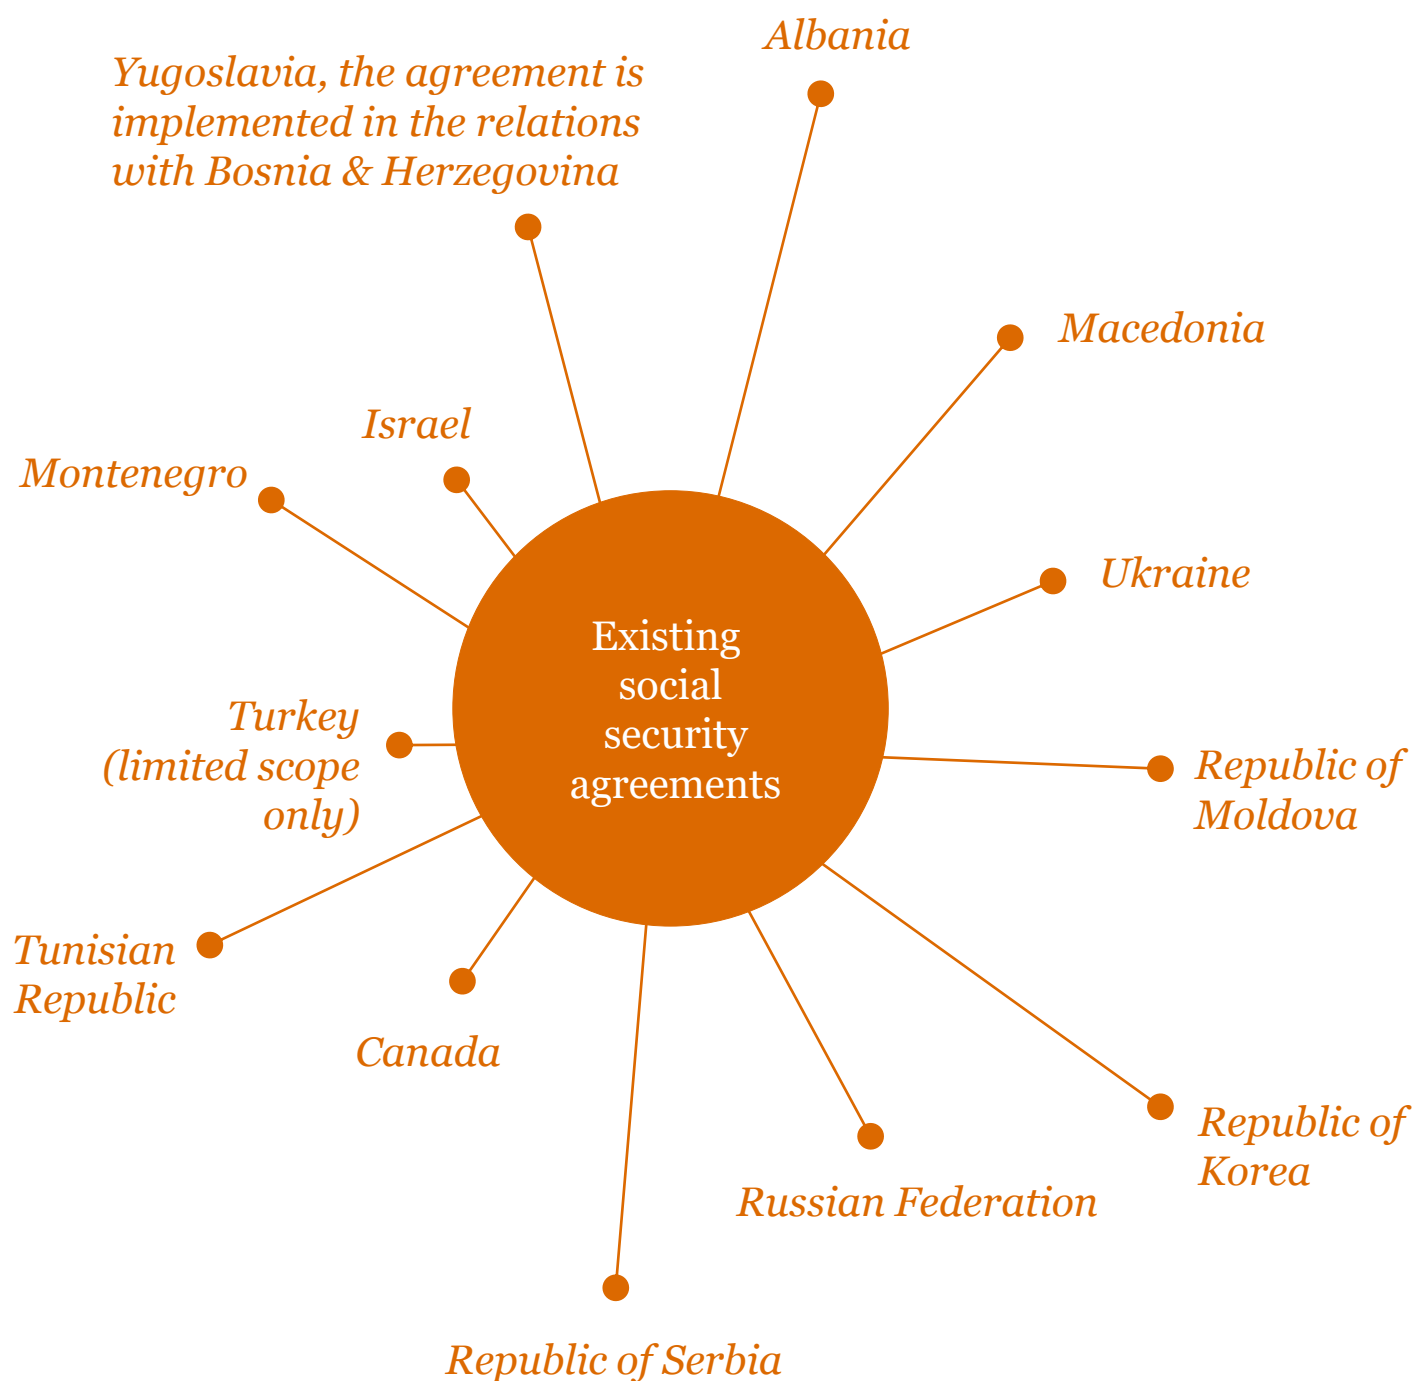 Albania
Yugoslavia, the agreement is
implemented in the relations
with Bosnia & Herzegovina
Macedonia
Israel
Montenegro
Ukraine
Existing
social
security
agreements
Turkey
(limited scope
only)
Republic of
Moldova
Tunisian
Republic
Canada
Republic of
Korea
Russian Federation
Republic of Serbia